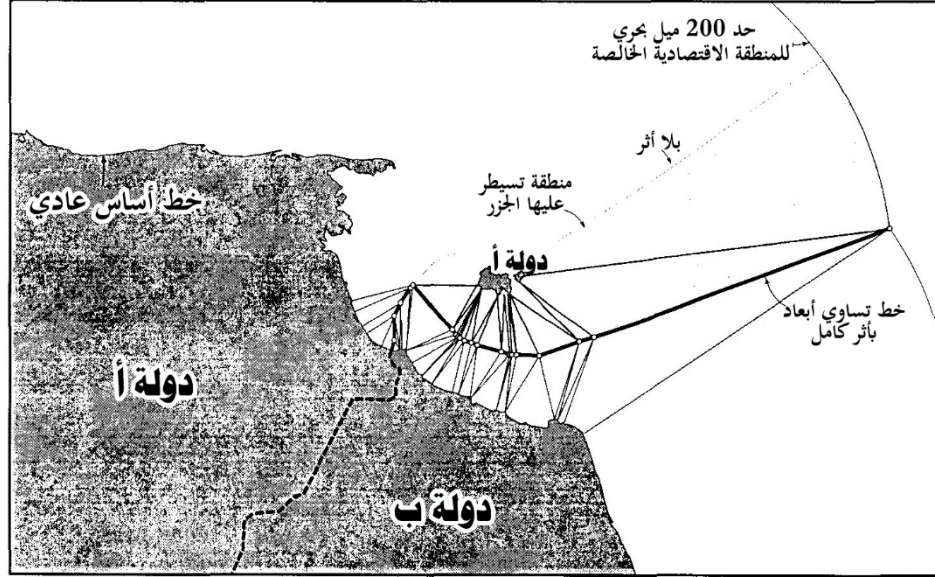 حد 200 ميل بحري
للمنطقة الاقتصادية الخالصة
بلا أثر
منطقة تسيطر
عليها الجزر
خط أساس عادي
دولة أ
خط تساوي أبعاد
بأثر كامل
دولة أ
دولة ب